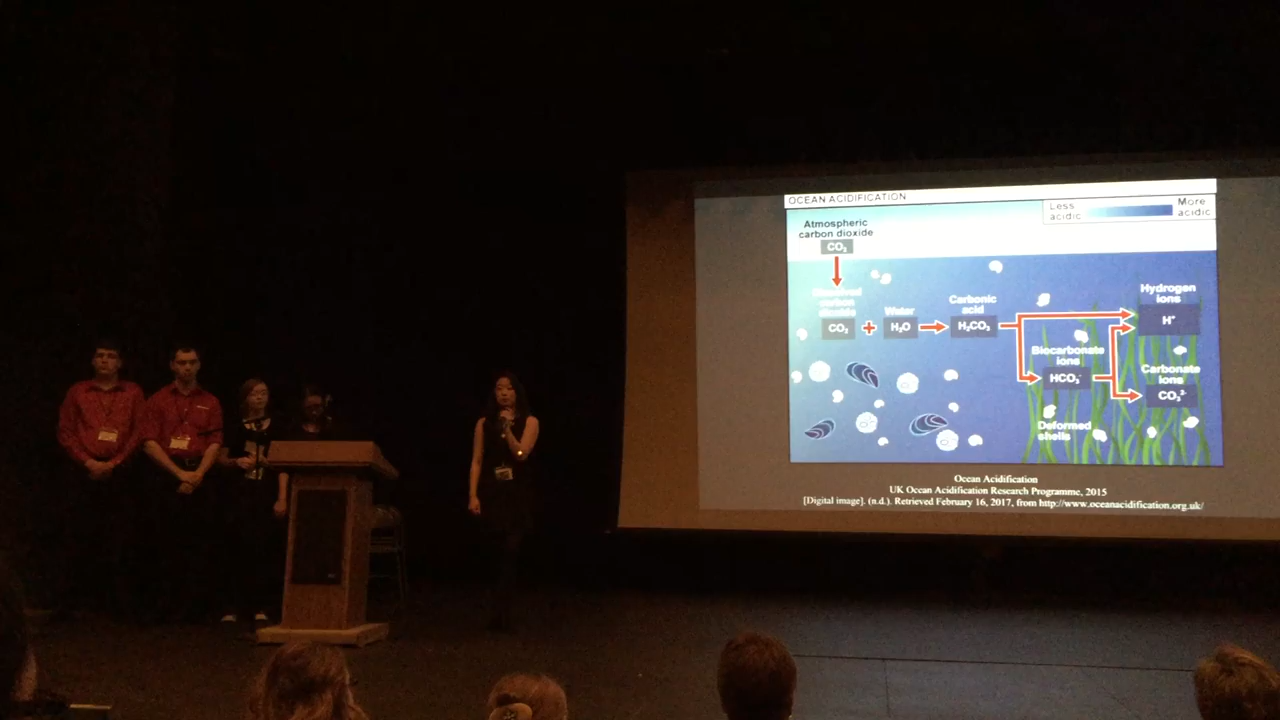 OCEAN ACIDIFICATION
Less
acidic
More
acidic
Atmospheric
carbon dioxide
CO₂
Dissolved
carbon
dioxide
CO₂
+
Water
H₂O
Carbonic
acid
H₂CO₃
Hydrogen
ions
H⁺
Biocarbonate
ions
HCO₃⁻
Carbonate
ions
CO₃²⁻
Deformed
shells
Ocean Acidification
UK Ocean Acidification Research Programme, 2015
[Digital image]. (n.d.). Retrieved February 16, 2017, from http://www.oceanacidification.org.uk/